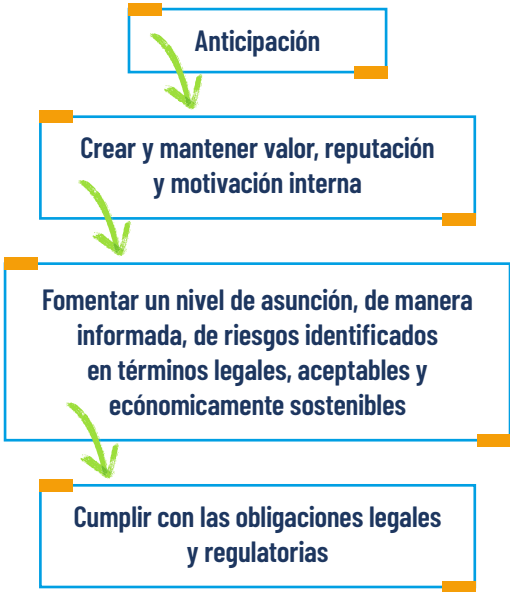 Anticipación
Crear y mantener valor, reputación
y motivación interna
Fomentar un nivel de asunción, de manera
informada, de riesgos identificados
en términos legales, aceptables y
ecónomicamente sostenibles
Cumplir con las obligaciones legales
y regulatorias